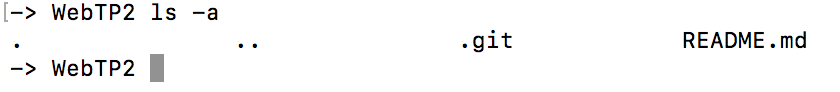 [-> WebTP2 ls -a
. .. .git README.md
-> WebTP2